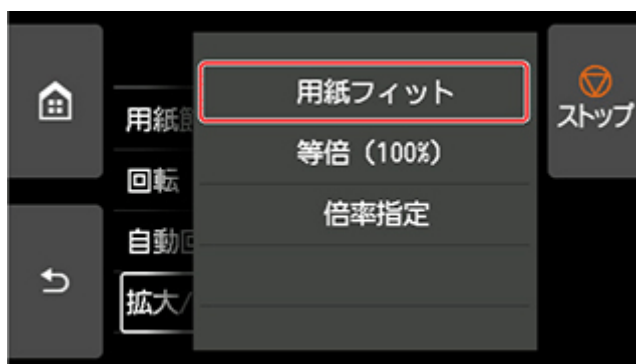 用紙フィット
ストップ
用紙節
等倍（100%）
回転
倍率指定
自動回
拡大/